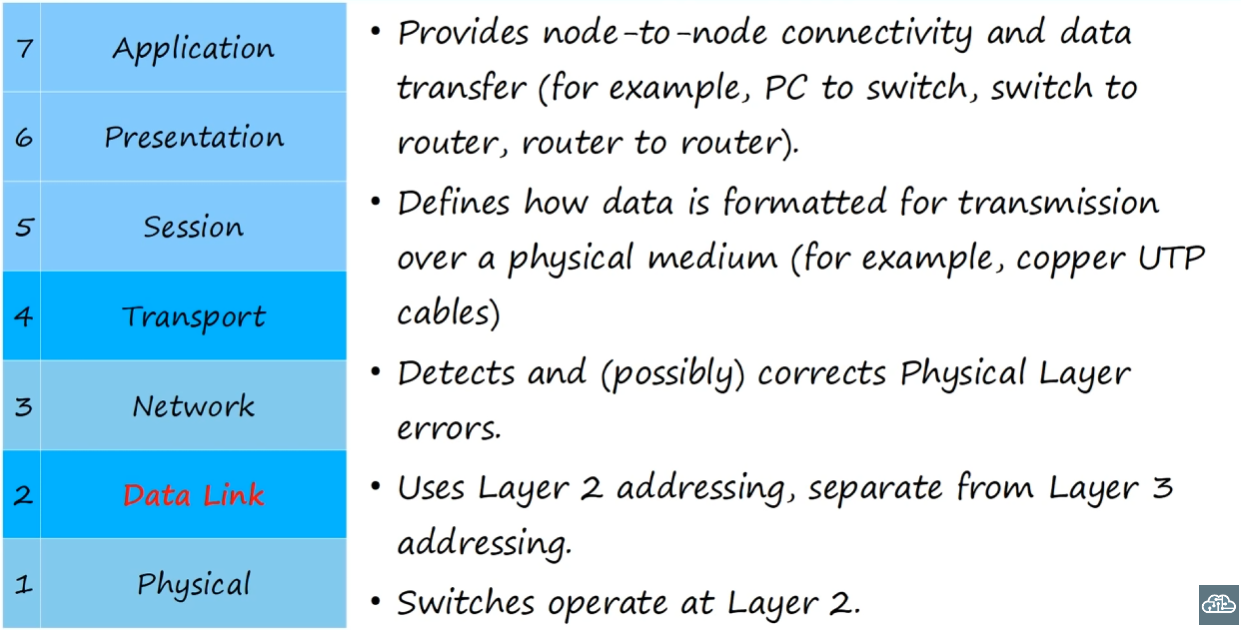 7 Application
6 Presentation
5 Session
4 Transport
3 Network
2 Data Link
1 Physical
• Provides node-to-node connectivity and data
transfer (for example, PC to switch, switch to
router, router to router).
• Defines how data is formatted for transmission
over a physical medium (for example, copper UTP
cables)
• Detects and (possibly) corrects Physical Layer
errors.
• Uses Layer 2 addressing, separate from Layer 3
addressing.
• Switches operate at Layer 2.